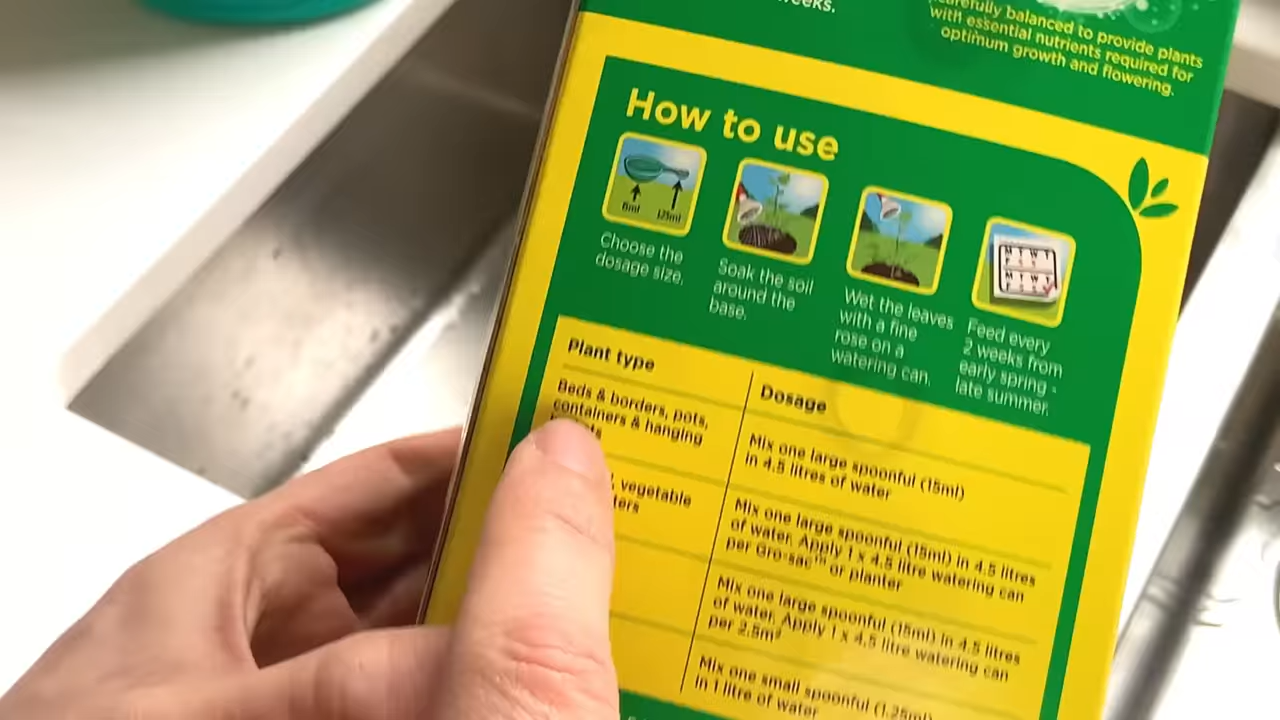 weeks.
carefully balanced to provide plants
with essential nutrients required for
optimum growth and flowering.
How to use
5ml 125ml
M T W T
F S S
M T W T
F S S
Choose the
dosage size.
Soak the soil
around the
base.
Wet the leaves
with a fine
rose on a
watering can.
Feed every
2 weeks from
early spring -
late summer.
Plant type
Dosage
Beds & borders, pots,
containers & hanging
Mix one large spoonful (15ml)
in 4.5 litres of water
vegetable
Mix one large spoonful (15ml) in 4.5 litres
of water. Apply 1 x 4.5 litre watering can
per Gro-sac™ or planter
Mix one large spoonful (15ml) in 4.5 litres
of water. Apply 1 x 4.5 litre watering can
per 2.5m²
Mix one small spoonful (1.25ml)
in 1 litre of water